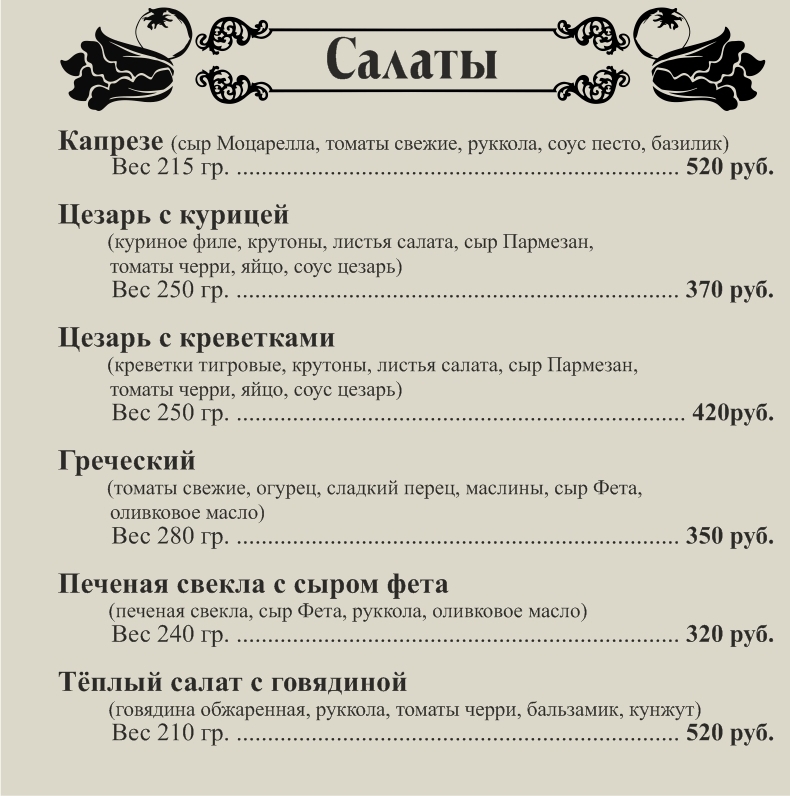 Салаты
Капрезе (сыр Моцарелла, томаты свежие, руккола, соус песто, базилик)
Вес 215 гр. ........................................................................ 520 руб.
Цезарь с курицей
(куриное филе, крутоны, листья салата, сыр Пармезан,
томаты черри, яйцо, соус цезарь)
Вес 250 гр. ........................................................................ 370 руб.
Цезарь с креветками
(креветки тигровые, крутоны, листья салата, сыр Пармезан,
томаты черри, яйцо, соус цезарь)
Вес 250 гр. ......................................................................... 420руб.
Греческий
(томаты свежие, огурец, сладкий перец, маслины, сыр Фета,
оливковое масло)
Вес 280 гр. ........................................................................ 350 руб.
Печеная свекла с сыром фета
(печеная свекла, сыр Фета, руккола, оливковое масло)
Вес 240 гр. ........................................................................ 320 руб.
Тёплый салат с говядиной
(говядина обжаренная, руккола, томаты черри, бальзамик, кунжут)
Вес 210 гр. ........................................................................ 520 руб.